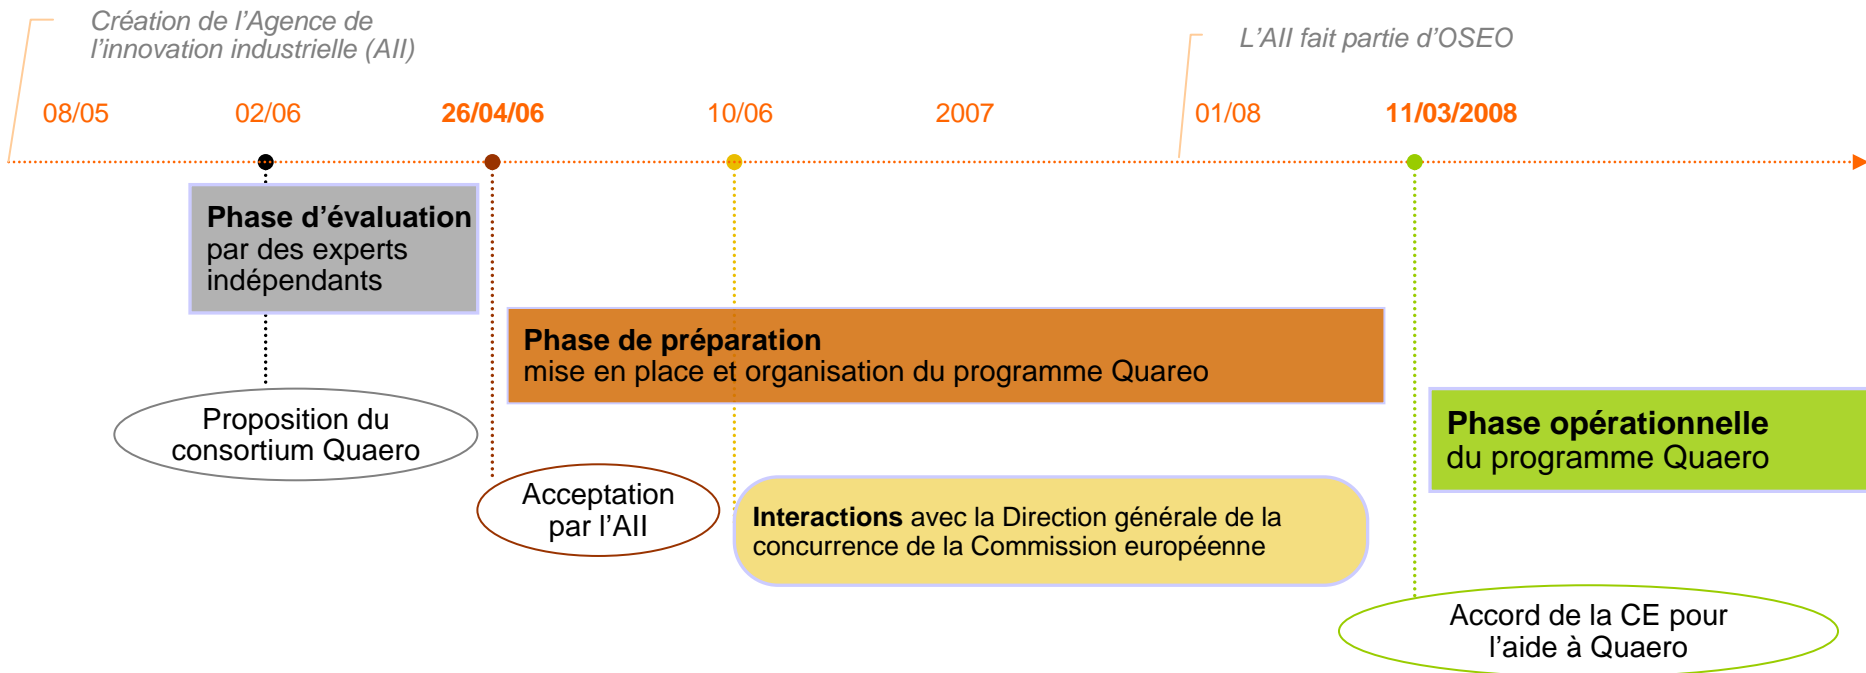 Création de l'Agence de
l'innovation industrielle (AII)
L'AII fait partie d'OSEO
08/05
02/06
26/04/06
10/06
2007
01/08
11/03/2008
Phase d'évaluation
par des experts
indépendants
Phase de préparation
mise en place et organisation du programme Quareo
Proposition du
consortium Quaero
Phase opérationnelle
du programme Quaero
Acceptation
par l'AII
Interactions avec la Direction générale de la
concurrence de la Commission européenne
Accord de la CE pour
l'aide à Quaero